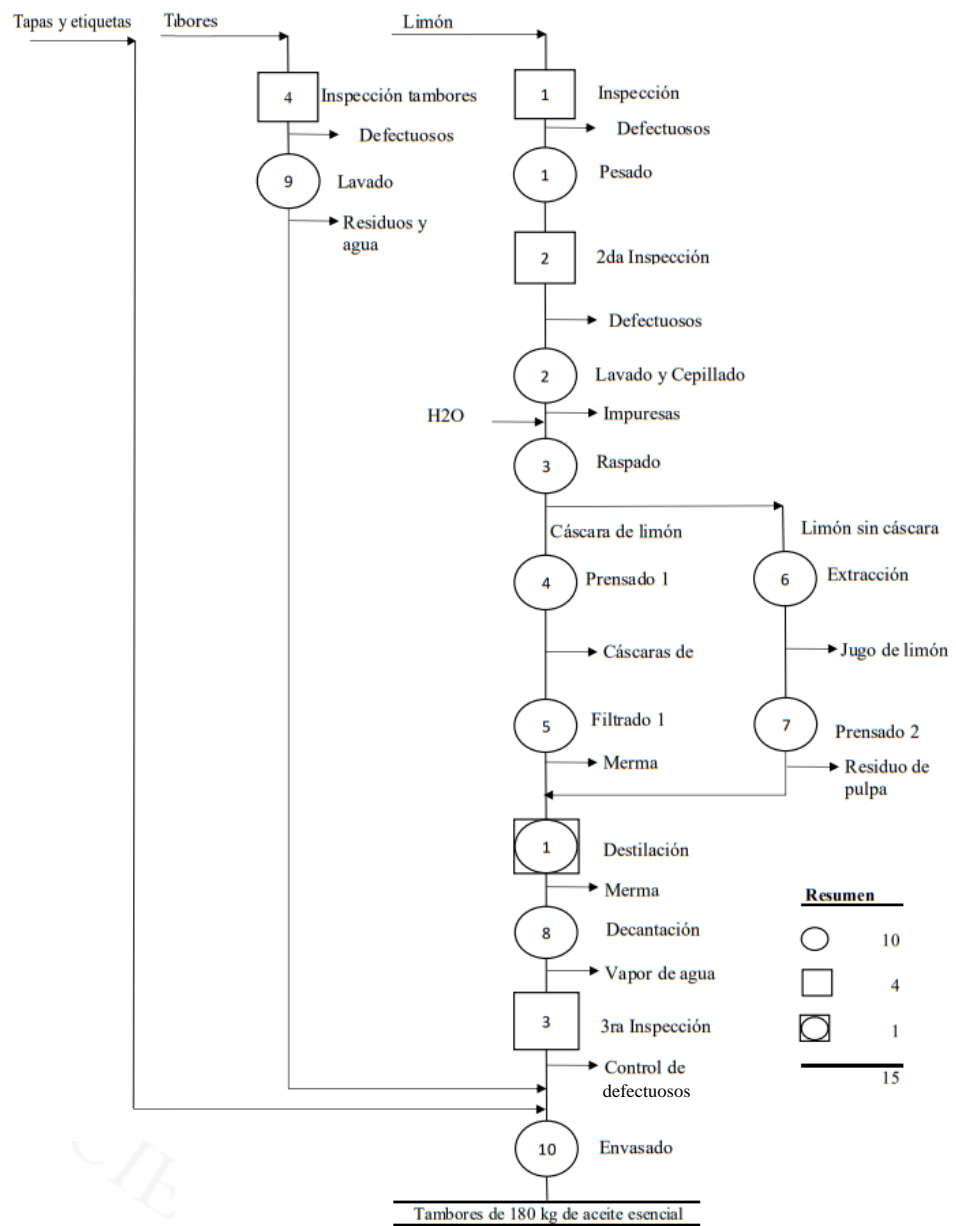 Tapas y etiquetas
Tibores
Limón
4
Inspección tambores
Defectuosos
9
Lavado
Residuos y
agua
1
Inspección
Defectuosos
1
Pesado
2
2da Inspección
Defectuosos
2
Lavado y Cepillado
Impuresas
H2O
3
Raspado
Cáscara de limón
Limón sin cáscara
4
Prensado 1
6
Extracción
Cáscaras de
Jugo de limón
5
Filtrado 1
7
Prensado 2
Merma
Residuo de
pulpa
1
Destilación
Merma
8
Decantación
Vapor de agua
3
3ra Inspección
Control de
defectuosos
10
Envasado
Tambores de 180 kg de aceite esencial
Resumen
10
4
1
15
CIE